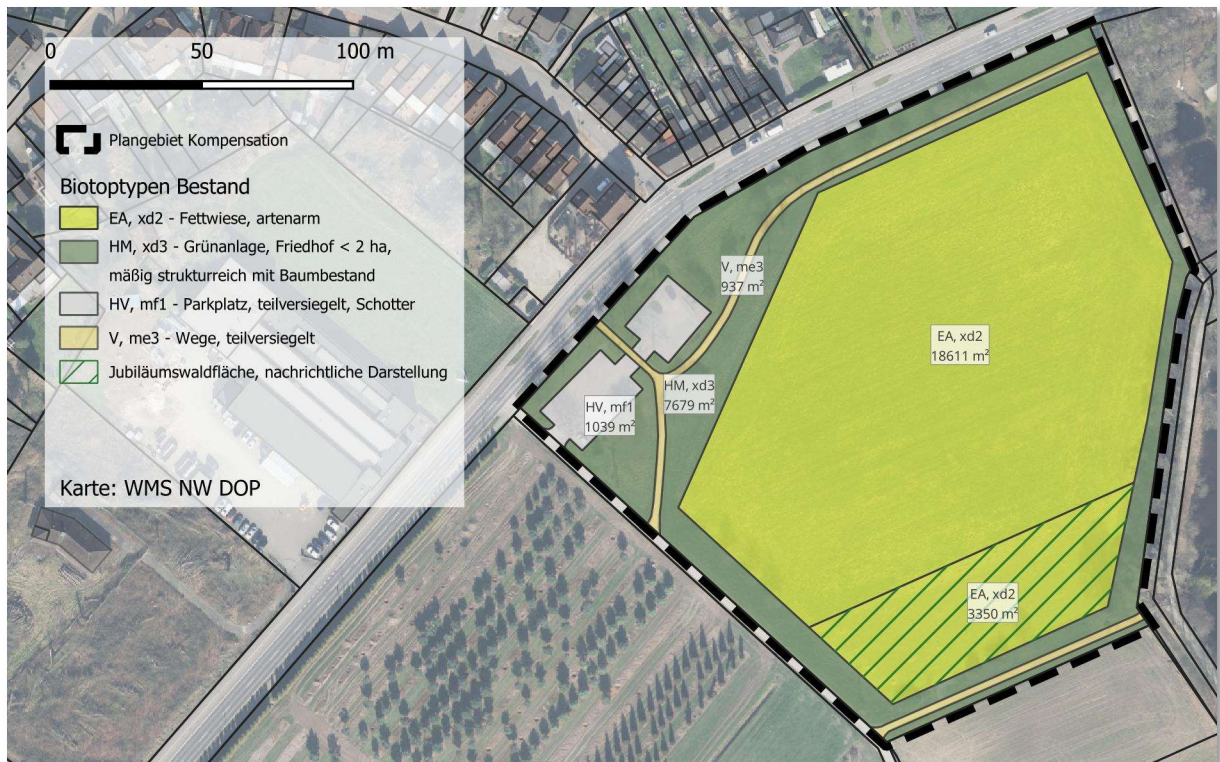 0 50 100 m
Plangebiet Kompensation
Biotoptypen Bestand
EA, xd2 - Fettwiese, artenarm
HM, xd3 - Grünanlage, Friedhof < 2 ha,
mäßig strukturreich mit Baumbestand
HV, mf1 - Parkplatz, teilversiegelt, Schotter
V, me3 - Wege, teilversiegelt
Jubiläumswaldfläche, nachrichtliche Darstellung
Karte: WMS NW DOP
V, me3
937 m²
EA, xd2
18611 m²
HM, xd3
7679 m²
HV, mf1
1039 m²
EA, xd2
3350 m²